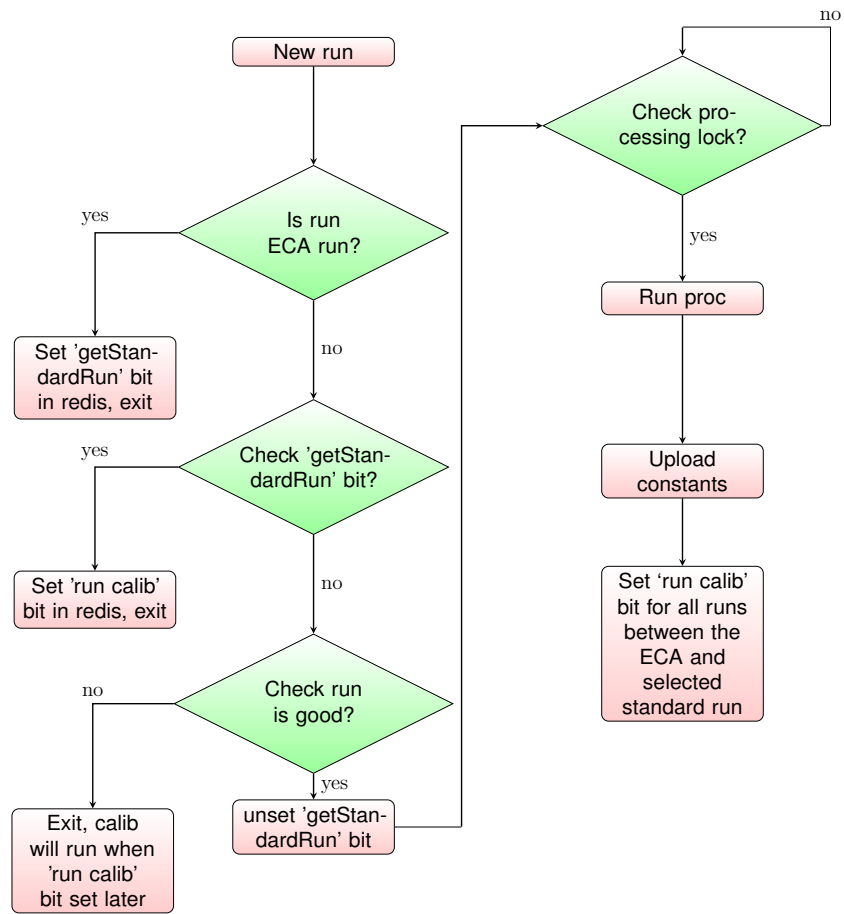 New run
Is run
ECA run?
yes
Set 'getStan-
dardRun' bit
in redis, exit
no
Check 'getStan-
dardRun' bit?
yes
Set 'run calib'
bit in redis, exit
no
Check run
is good?
no
Exit, calib
will run when
'run calib'
bit set later
yes
unset 'getStan-
dardRun' bit
Check pro-
cessing lock?
no
yes
Run proc
Upload
constants
Set ‘run calib’
bit for all runs
between the
ECA and
selected
standard run